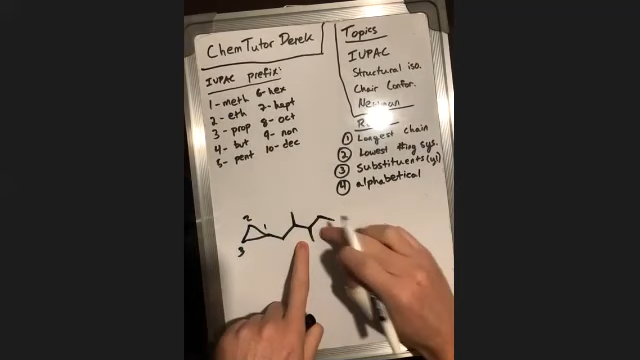 ChemTutor Derek
IUPAC prefix:
1-meth
2-eth
3-prop
4-but
5-pent
6-hex
7-hept
8-oct
9-non
10-dec
Topics
IUPAC
Structural iso.
Chair Confor.
Newman
1 Longest chain
2 Lowest #ing sys.
3 Substituents (yl)
4 alphabetical
2
1
3